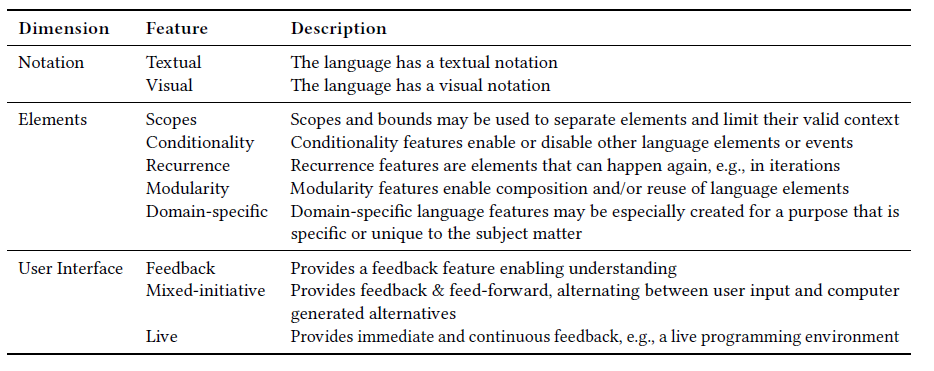 Dimension Feature Description
Notation Textual The language has a textual notation
Visual The language has a visual notation
Elements Scopes Scopes and bounds may be used to separate elements and limit their valid context
Conditionality Conditionality features enable or disable other language elements or events
Recurrence Recurrence features are elements that can happen again, e.g., in iterations
Modularity Modularity features enable composition and/or reuse of language elements
Domain-specific Domain-specific language features may be especially created for a purpose that is
specific or unique to the subject matter
User Interface Feedback Provides a feedback feature enabling understanding
Mixed-initiative Provides feedback & feed-forward, alternating between user input and computer
generated alternatives
Live Provides immediate and continuous feedback, e.g., a live programming environment